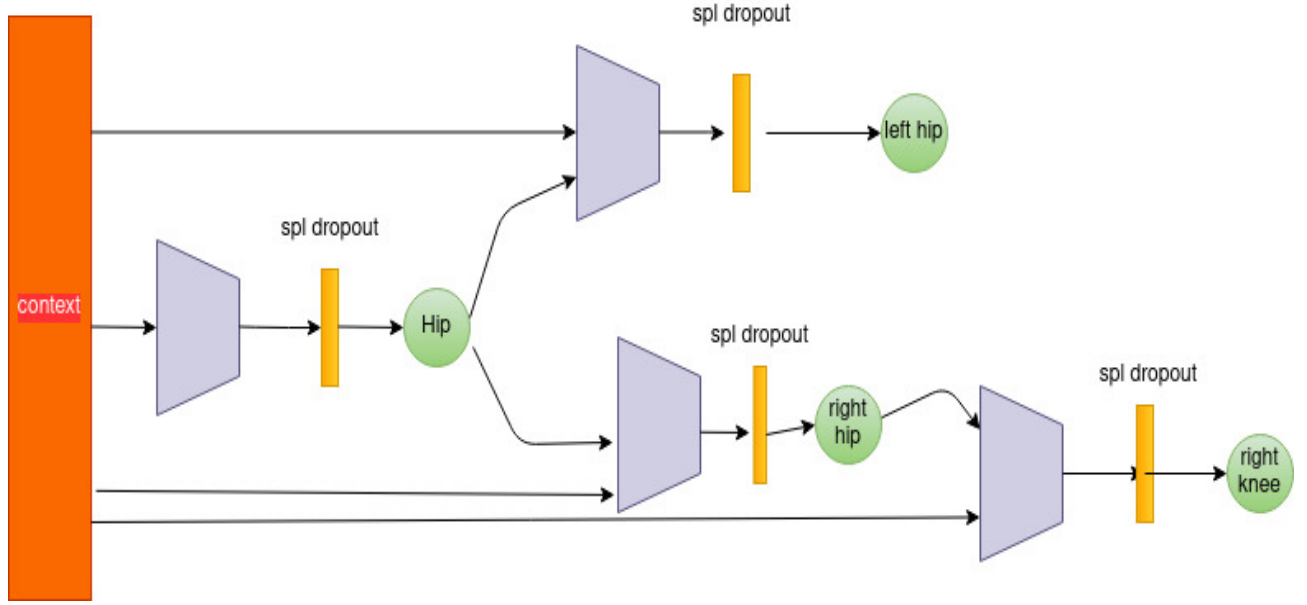 spl dropout
left hip
spl dropout
context
Hip
spl dropout
right
hip
spl dropout
right
knee